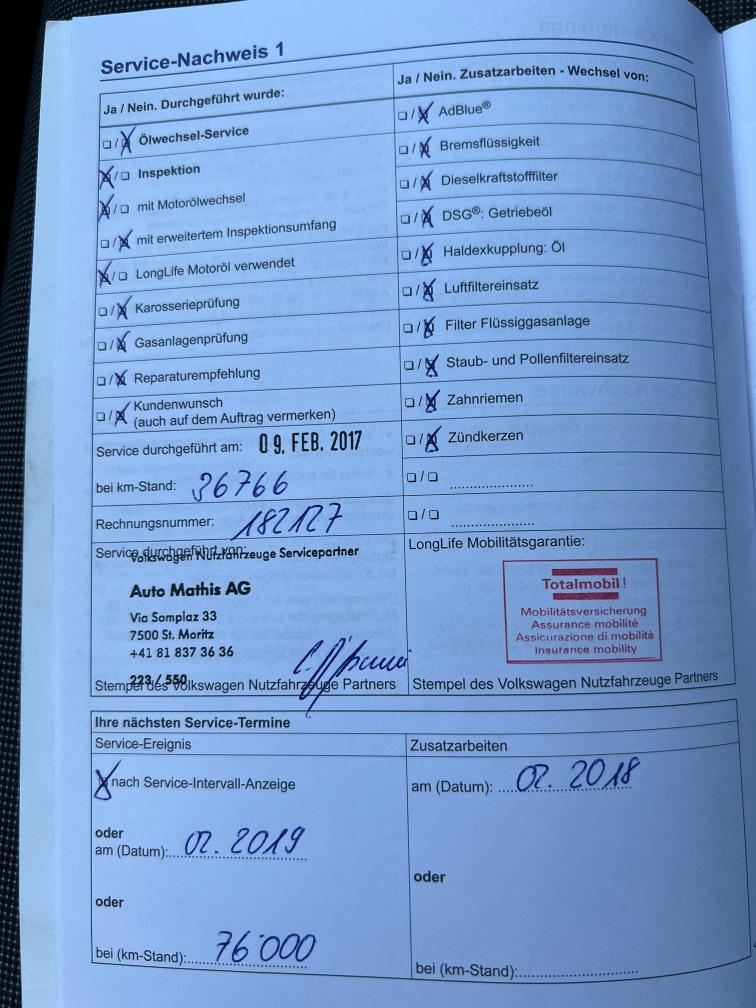 Service-Nachweis 1
Ja / Nein. Durchgeführt wurde:
☐/☒ Ölwechsel-Service
☒/☐ Inspektion
☒/☐ mit Motorölwechsel
☐/☒ mit erweitertem Inspektionsumfang
☒/☐ LongLife Motoröl verwendet
☐/☒ Karosserieprüfung
☐/☒ Gasanlagenprüfung
☐/☒ Reparaturempfehlung
☐/☒ Kundenwunsch
(auch auf dem Auftrag vermerken)
Service durchgeführt am: 09. FEB. 2017
bei km-Stand: 36766
Rechnungsnummer: 182127
Service durchgeführt von:
Volkswagen Nutzfahrzeuge Servicepartner
Auto Mathis AG
Via Somplaz 33
7500 St. Moritz
+41 81 837 36 36
223 / 550
Stempel des Volkswagen Nutzfahrzeuge Partners
Ja / Nein. Zusatzarbeiten - Wechsel von:
☐/☒ AdBlue®
☐/☒ Bremsflüssigkeit
☐/☒ Dieselkraftstofffilter
☐/☒ DSG®: Getriebeöl
☐/☒ Haldexkupplung: Öl
☐/☒ Luftfiltereinsatz
☐/☒ Filter Flüssiggasanlage
☐/☒ Staub- und Pollenfiltereinsatz
☐/☒ Zahnriemen
☐/☒ Zündkerzen
☐/☐ ....................
☐/☐ ....................
LongLife Mobilitätsgarantie:
Totalmobil!
Mobilitätsversicherung
Assurance mobilité
Assicurazione di mobilità
Insurance mobility
Stempel des Volkswagen Nutzfahrzeuge Partners
Ihre nächsten Service-Termine
Service-Ereignis
☒ nach Service-Intervall-Anzeige
oder
am (Datum): 02. 2019
oder
bei (km-Stand): 76'000
Zusatzarbeiten
am (Datum): 02. 2018
oder
bei (km-Stand):....................